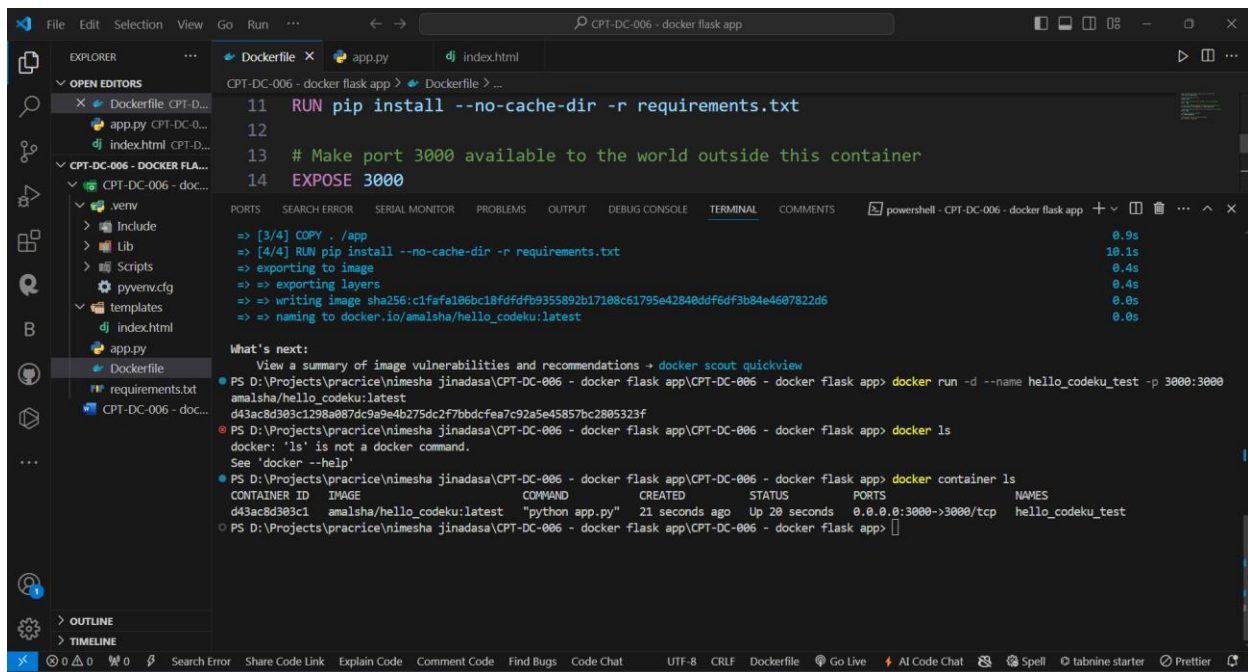 File Edit Selection View Go Run ··· CPT-DC-006 - docker flask app
EXPLORER ···
OPEN EDITORS
Dockerfile CPT-D...
app.py CPT-DC-0...
index.html CPT-D...
CPT-DC-006 - DOCKER FLA...
CPT-DC-006 - doc...
.venv
Include
Lib
Scripts
pyvenv.cfg
templates
index.html
app.py
Dockerfile
requirements.txt
CPT-DC-006 - doc...
OUTLINE
TIMELINE
Dockerfile app.py index.html
CPT-DC-006 - docker flask app > Dockerfile > ...
11 RUN pip install --no-cache-dir -r requirements.txt
12
13 # Make port 3000 available to the world outside this container
14 EXPOSE 3000
PORTS SEARCH ERROR SERIAL MONITOR PROBLEMS OUTPUT DEBUG CONSOLE TERMINAL COMMENTS powershell - CPT-DC-006 - docker flask app
=> [3/4] COPY . /app 0.9s
=> [4/4] RUN pip install --no-cache-dir -r requirements.txt 10.1s
=> exporting to image 0.4s
=> => exporting layers 0.4s
=> => writing image sha256:c1fafa106bc18fdfdfb9355892b17108c61795e42840ddf6df3b84e4607822d6 0.0s
=> => naming to docker.io/amalsha/hello_codeku:latest 0.0s
What's next:
View a summary of image vulnerabilities and recommendations → docker scout quickview
PS D:\Projects\pracrice\nimesha jinadasa\CPT-DC-006 - docker flask app\CPT-DC-006 - docker flask app> docker run -d --name hello_codeku_test -p 3000:3000
amalsha/hello_codeku:latest
d43ac8d303c1298a087dc9a9e4b275dc2f7bbdcfea7c92a5e45857bc2805323f
PS D:\Projects\pracrice\nimesha jinadasa\CPT-DC-006 - docker flask app\CPT-DC-006 - docker flask app> docker ls
docker: 'ls' is not a docker command.
See 'docker --help'
PS D:\Projects\pracrice\nimesha jinadasa\CPT-DC-006 - docker flask app\CPT-DC-006 - docker flask app> docker container ls
CONTAINER ID IMAGE COMMAND CREATED STATUS PORTS NAMES
d43ac8d303c1 amalsha/hello_codeku:latest "python app.py" 21 seconds ago Up 20 seconds 0.0.0.0:3000->3000/tcp hello_codeku_test
PS D:\Projects\pracrice\nimesha jinadasa\CPT-DC-006 - docker flask app\CPT-DC-006 - docker flask app>
0 0 0 Search Error Share Code Link Explain Code Comment Code Find Bugs Code Chat UTF-8 CRLF Dockerfile Go Live AI Code Chat Spell tabnine starter Prettier